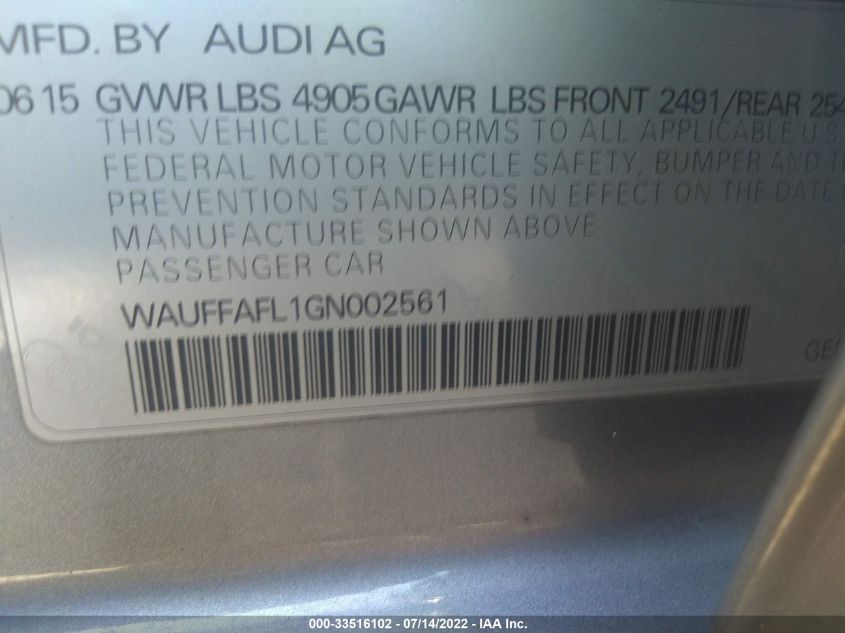 MFD. BY AUDI AG
0615 GVWR LBS 4905 GAWR LBS FRONT 2491/REAR 254
THIS VEHICLE CONFORMS TO ALL APPLICABLE U.S.
FEDERAL MOTOR VEHICLE SAFETY, BUMPER AND
PREVENTION STANDARDS IN EFFECT ON THE DATE
MANUFACTURE SHOWN ABOVE
PASSENGER CAR
WAUFFAFL1GN002561
000-33516102 - 07/14/2022 - IAA Inc.